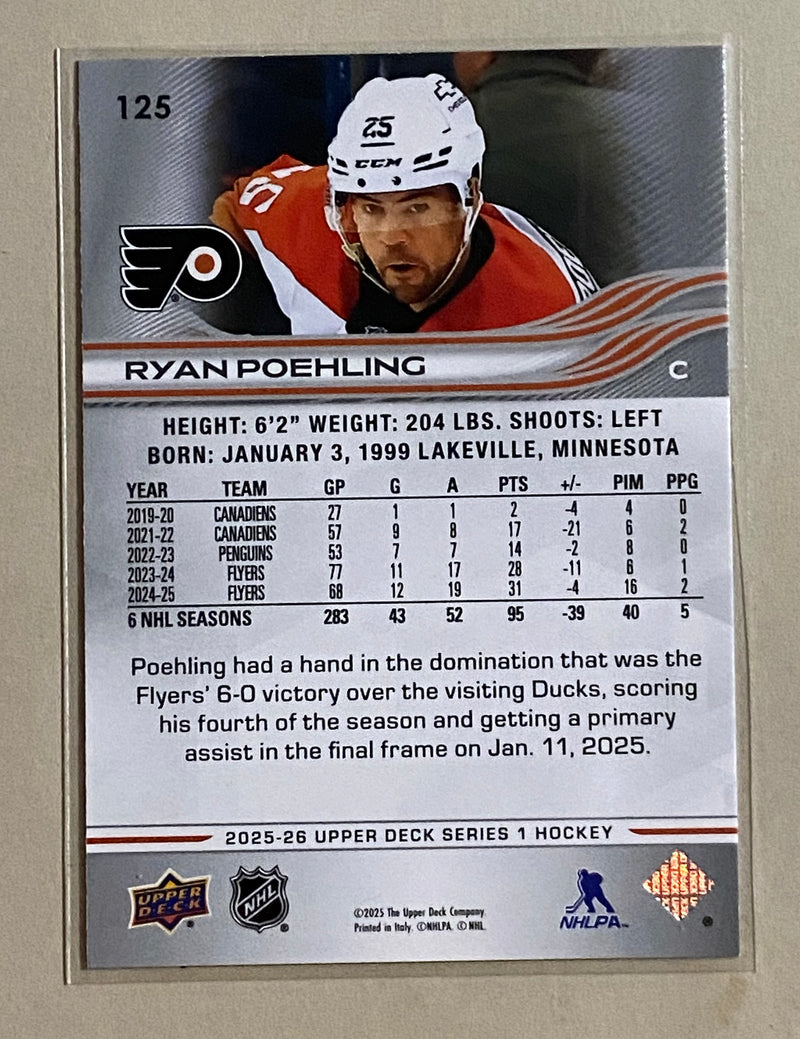 125
25
CCM
RYAN POEHLING
C
HEIGHT: 6'2" WEIGHT: 204 LBS. SHOOTS: LEFT
BORN: JANUARY 3, 1999 LAKEVILLE, MINNESOTA
YEAR TEAM GP G A PTS +/- PIM PPG
2019-20 CANADIENS 27 1 1 2 -4 4 0
2021-22 CANADIENS 57 9 8 17 -21 6 2
2022-23 PENGUINS 53 7 7 14 -2 8 0
2023-24 FLYERS 77 11 17 28 -11 6 1
2024-25 FLYERS 68 12 19 31 -4 16 2
6 NHL SEASONS 283 43 52 95 -39 40 5
Poehling had a hand in the domination that was the
Flyers' 6-0 victory over the visiting Ducks, scoring
his fourth of the season and getting a primary
assist in the final frame on Jan. 11, 2025.
2025-26 UPPER DECK SERIES 1 HOCKEY
UPPER
D·E·C·K
®
NHL
®
©2025 The Upper Deck Company.
Printed in Italy. ©NHLPA. © NHL.
NHLPA™
®